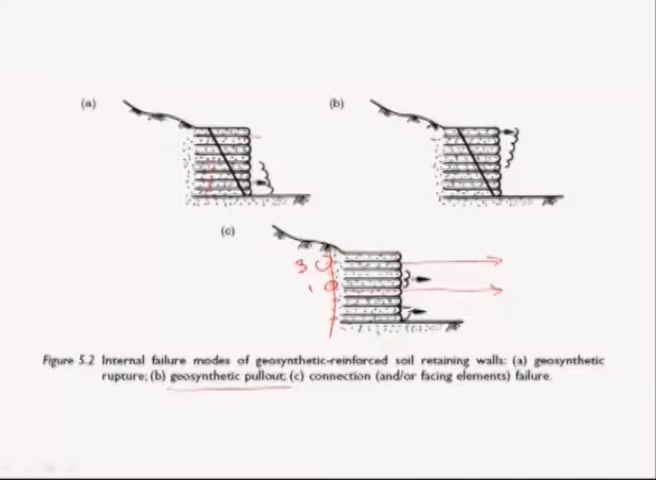 (a)
(b)
(c)
Figure 5.2 Internal failure modes of geosynthetic-reinforced soil retaining walls: (a) geosynthetic
rupture; (b) geosynthetic pullout; (c) connection (and/or facing elements) failure.